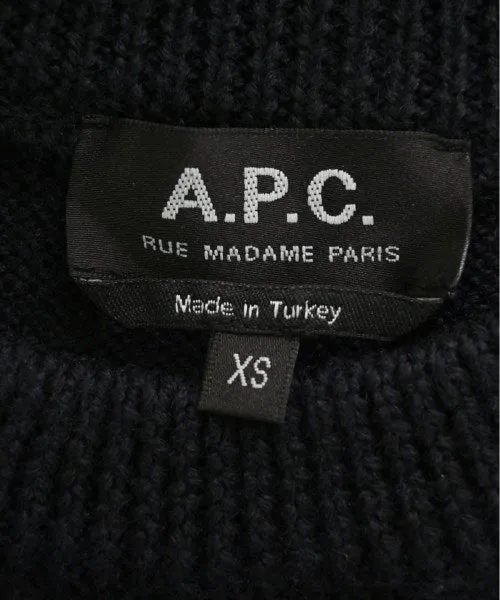 A.P.C.
RUE MADAME PARIS
Made in Turkey
XS